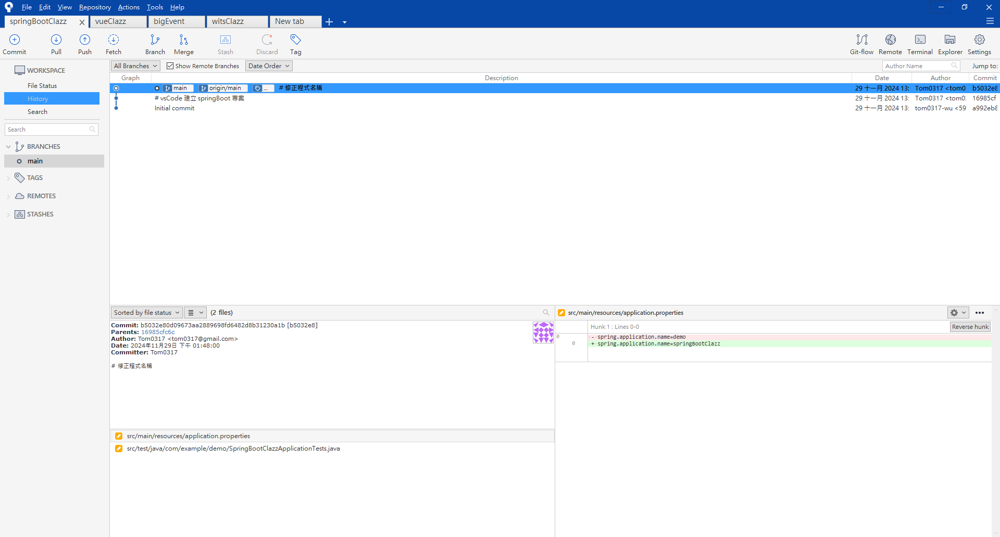 File Edit View Repository Actions Tools Help
springBootClazz vueClazz bigEvent witsClazz New tab
Commit Pull Push Fetch Branch Merge Stash Discard Tag Git-flow Remote Terminal Explorer Settings
WORKSPACE
File Status
History
Search
Search
BRANCHES
main
TAGS
REMOTES
STASHES
All Branches Show Remote Branches Date Order Author Name Jump to:
Graph Description Date Author Commit
main origin/main ... # 修正程式名稱 29 十一月 2024 13: Tom0317 <tom0 b5032e8
# vsCode 建立 springBoot 專案 29 十一月 2024 13: Tom0317 <tom0 16985cf
Initial commit 29 十一月 2024 13: tom0317-wu <59 a992eb8
Sorted by file status (2 files)
Commit: b5032e80d09673aa2889698fd6482d8b31230a1b [b5032e8]
Parents: 16985cfc6c
Author: Tom0317 <tom0317@gmail.com>
Date: 2024年11月29日 下午 01:48:00
Committer: Tom0317
# 修正程式名稱
src/main/resources/application.properties
src/test/java/com/example/demo/SpringBootClazzApplicationTests.java
src/main/resources/application.properties
Hunk 1 : Lines 0-0 Reverse hunk
0 - spring.application.name=demo
0 + spring.application.name=springBootClazz